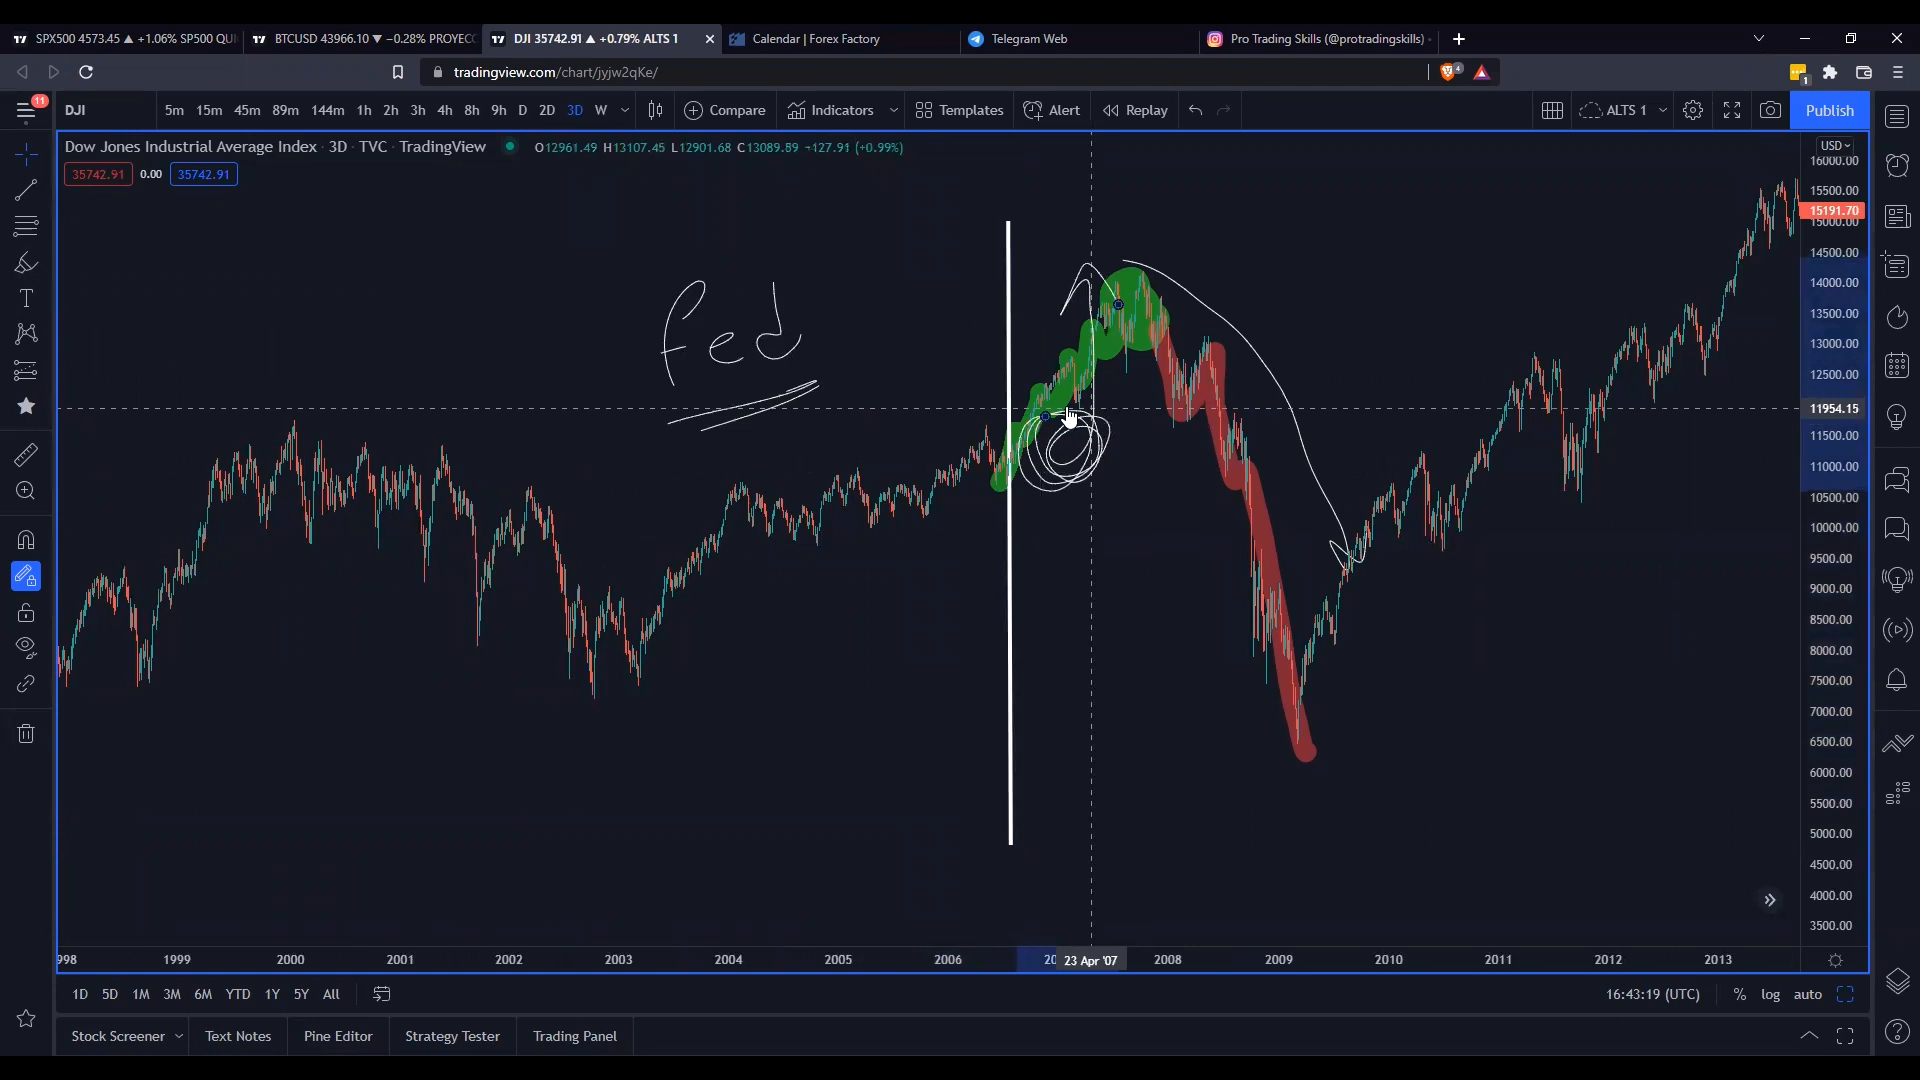 SPX500 4573.45 ▲ +1.06% SP500 QUI
BTCUSD 43966.10 ▼ −0.28% PROYEC
DJI 35742.91 ▲ +0.79% ALTS 1
Calendar | Forex Factory
Telegram Web
Pro Trading Skills (@protradingskills)
tradingview.com/chart/jyjw2qKe/
4
1
11
DJI
5m 15m 45m 89m 144m 1h 2h 3h 4h 8h 9h D 2D 3D W
Compare
Indicators
Templates
Alert
Replay
ALTS 1
Publish
Dow Jones Industrial Average Index · 3D · TVC · TradingView
O12961.49 H13107.45 L12901.68 C13089.89 +127.91 (+0.99%)
35742.91 0.00 35742.91
USD
16000.00
15500.00
15191.70
15000.00
14500.00
14000.00
13500.00
13000.00
12500.00
11954.15
11500.00
11000.00
10500.00
10000.00
9500.00
9000.00
8500.00
8000.00
7500.00
7000.00
6500.00
6000.00
5500.00
5000.00
4500.00
4000.00
3500.00
fed
998 1999 2000 2001 2002 2003 2004 2005 2006 20 23 Apr '07 2008 2009 2010 2011 2012 2013
1D 5D 1M 3M 6M YTD 1Y 5Y All
16:43:19 (UTC) % log auto
Stock Screener Text Notes Pine Editor Strategy Tester Trading Panel